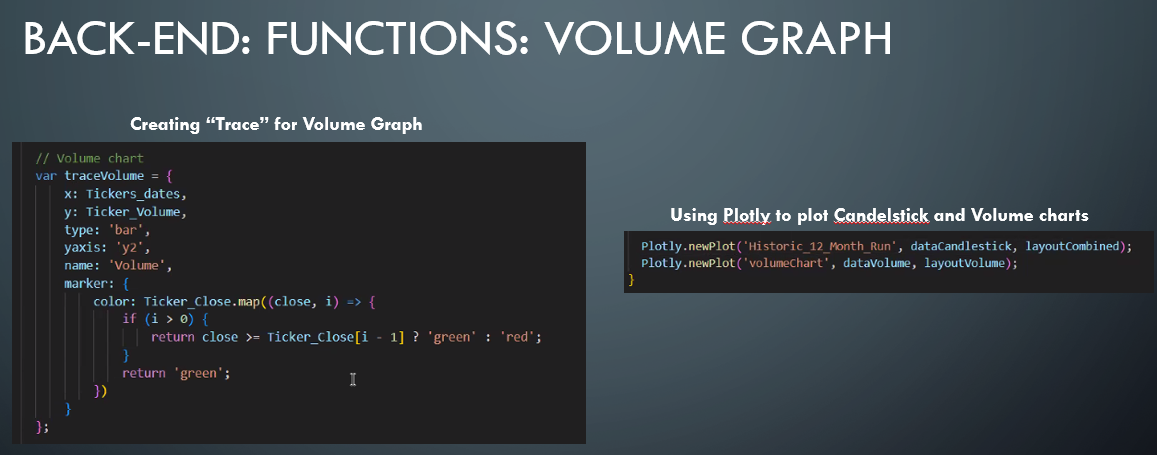 BACK-END: FUNCTIONS: VOLUME GRAPH
Creating “Trace” for Volume Graph
// Volume chart
var traceVolume = {
x: Tickers_dates,
y: Ticker_Volume,
type: 'bar',
yaxis: 'y2',
name: 'Volume',
marker: {
color: Ticker_Close.map((close, i) => {
if (i > 0) {
return close >= Ticker_Close[i - 1] ? 'green' : 'red';
}
return 'green';
})
}
};
Using Plotly to plot Candelstick and Volume charts
Plotly.newPlot('Historic_12_Month_Run', dataCandlestick, layoutCombined);
Plotly.newPlot('volumeChart', dataVolume, layoutVolume);
}